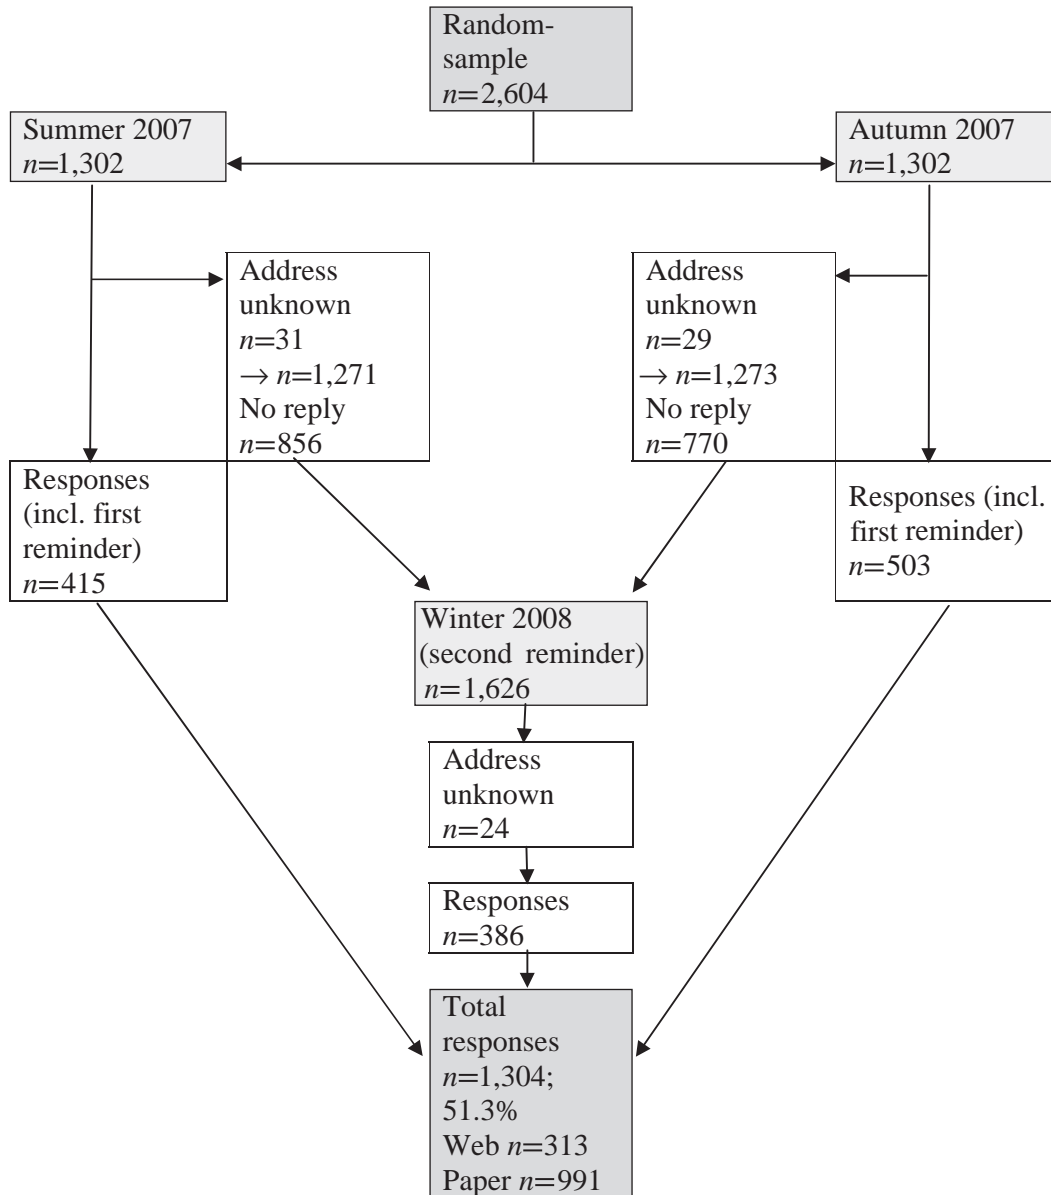 Random-
sample
n=2,604
Summer 2007
n=1,302
Autumn 2007
n=1,302
Address
unknown
n=31
→ n=1,271
No reply
n=856
Address
unknown
n=29
→ n=1,273
No reply
n=770
Responses
(incl. first
reminder)
n=415
Responses (incl.
first reminder)
n=503
Winter 2008
(second reminder)
n=1,626
Address
unknown
n=24
Responses
n=386
Total
responses
n=1,304;
51.3%
Web n=313
Paper n=991